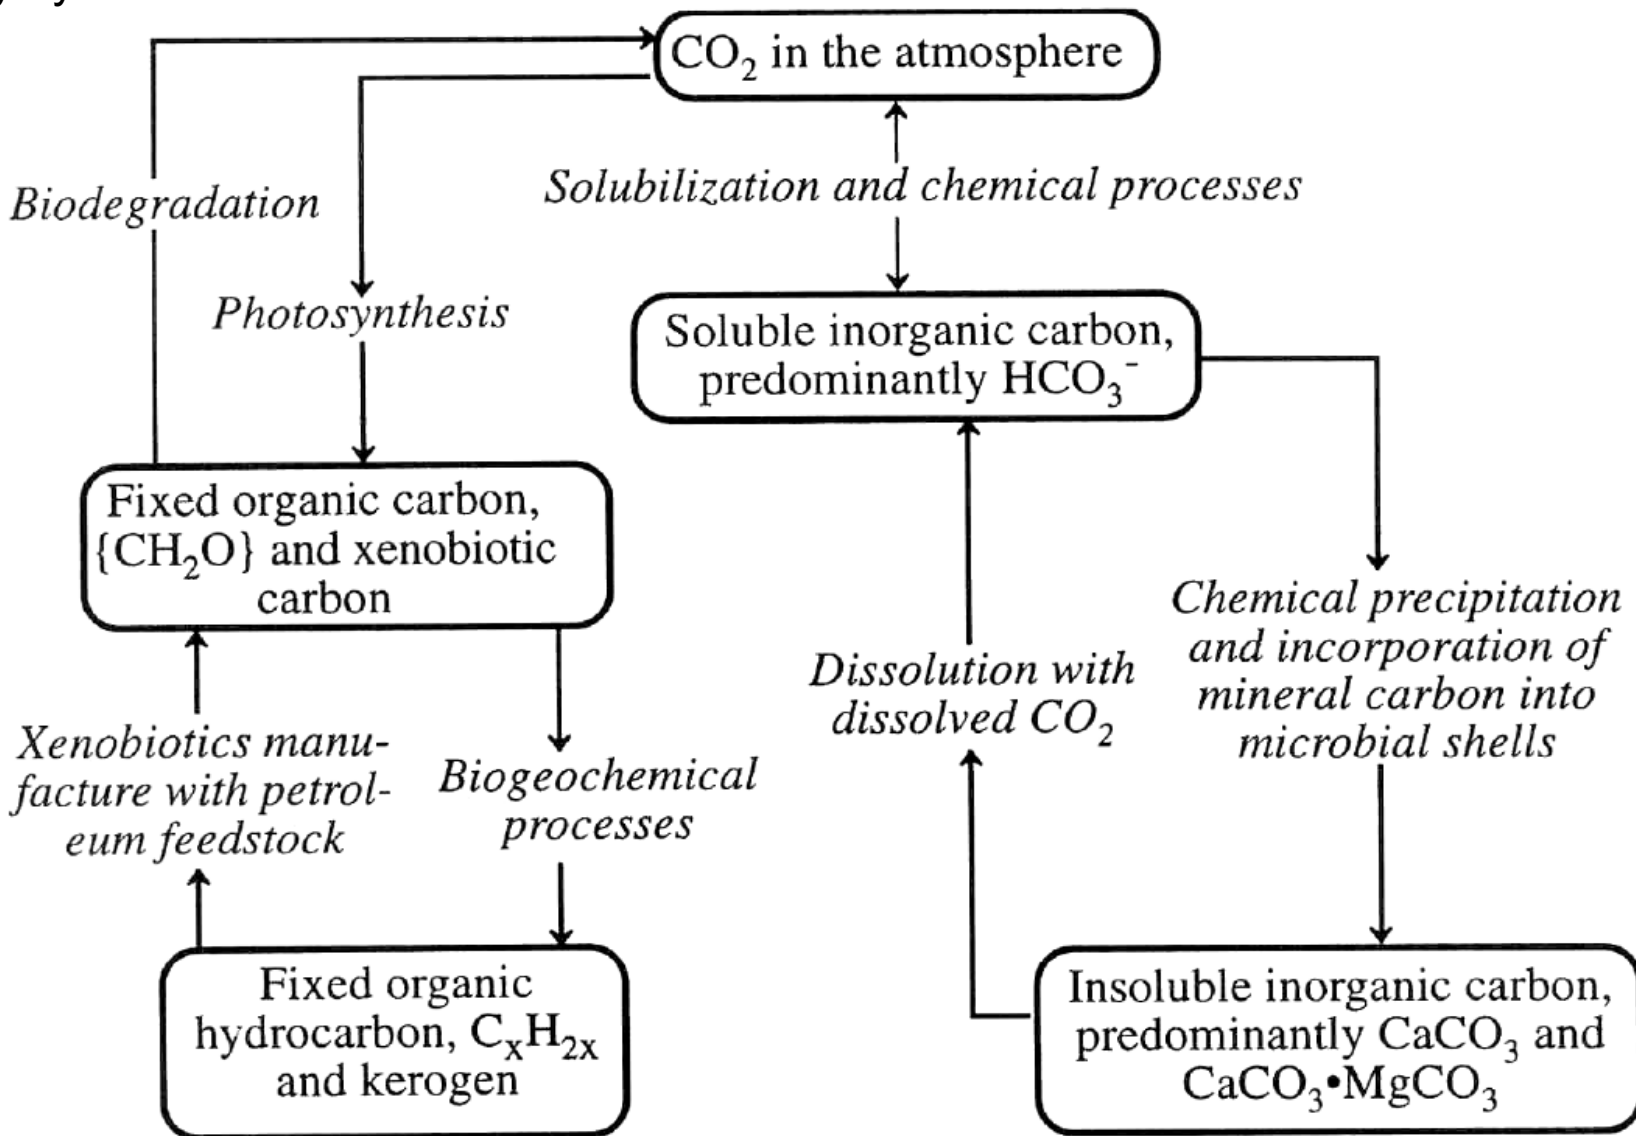 CO₂ in the atmosphere
Biodegradation
Solubilization and chemical processes
Photosynthesis
Soluble inorganic carbon,
predominantly HCO₃⁻
Fixed organic carbon,
{CH₂O} and xenobiotic
carbon
Chemical precipitation
and incorporation of
mineral carbon into
microbial shells
Dissolution with
dissolved CO₂
Xenobiotics manu-
facture with petrol-
eum feedstock
Biogeochemical
processes
Fixed organic
hydrocarbon, CₓH₂ₓ
and kerogen
Insoluble inorganic carbon,
predominantly CaCO₃ and
CaCO₃•MgCO₃